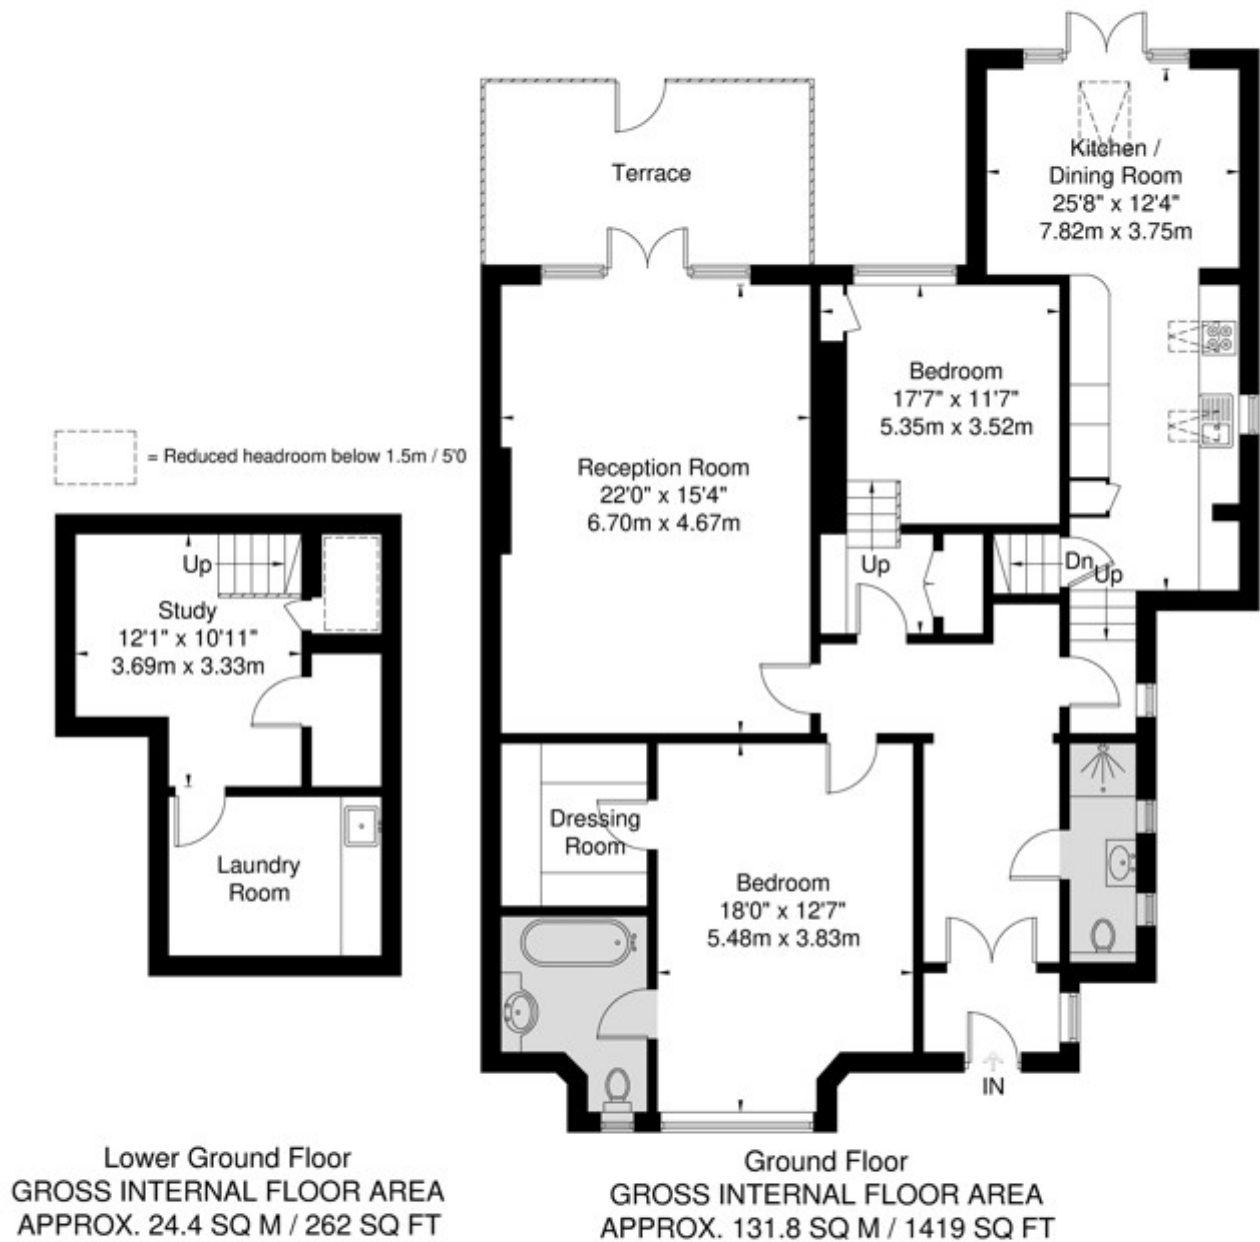 Terrace
Kitchen /
Dining Room
25'8" x 12'4"
7.82m x 3.75m
Bedroom
17'7" x 11'7"
5.35m x 3.52m
Reception Room
22'0" x 15'4"
6.70m x 4.67m
= Reduced headroom below 1.5m / 5'0
Up
Study
12'1" x 10'11"
3.69m x 3.33m
Up
Dn
Up
Laundry
Room
Dressing
Room
Bedroom
18'0" x 12'7"
5.48m x 3.83m
IN
Lower Ground Floor
GROSS INTERNAL FLOOR AREA
APPROX. 24.4 SQ M / 262 SQ FT
Ground Floor
GROSS INTERNAL FLOOR AREA
APPROX. 131.8 SQ M / 1419 SQ FT